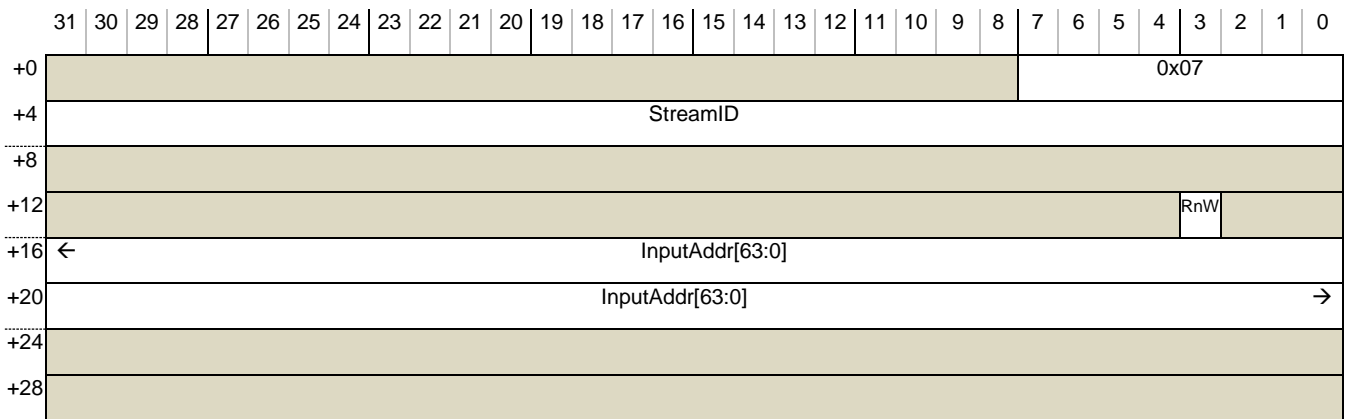 31 30 29 28 27 26 25 24 23 22 21 20 19 18 17 16 15 14 13 12 11 10 9 8 7 6 5 4 3 2 1 0
+0 0x07
+4 StreamID
+8
+12 RnW
+16 ← InputAddr[63:0]
+20 InputAddr[63:0] →
+24
+28